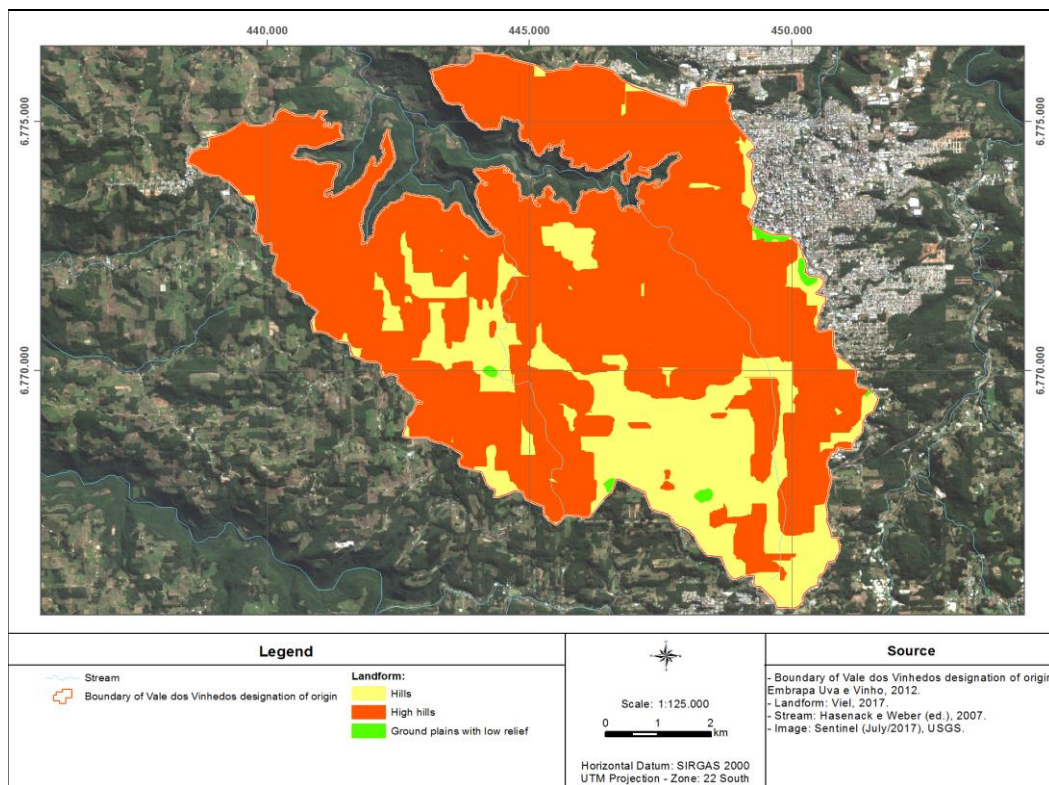 440.000 445.000 450.000
6.775.000 6.775.000
6.770.000 6.770.000
Legend
Stream
Boundary of Vale dos Vinhedos designation of origin
Landform:
Hills
High hills
Ground plains with low relief
Scale: 1:125.000
0 1 2
km
Horizontal Datum: SIRGAS 2000
UTM Projection - Zone: 22 South
Source
- Boundary of Vale dos Vinhedos designation of origin
Embrapa Uva e Vinho, 2012.
- Landform: Viel, 2017.
- Stream: Hasenack e Weber (ed.), 2007.
- Image: Sentinel (July/2017), USGS.